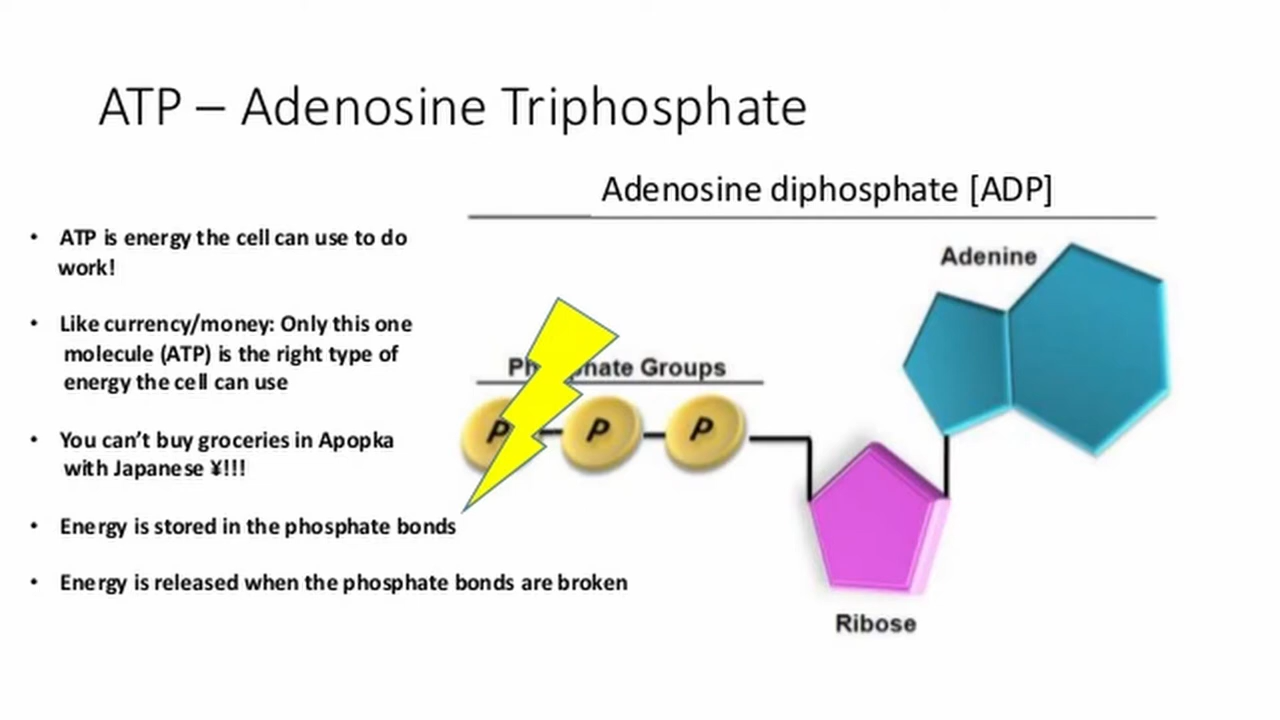 ATP – Adenosine Triphosphate
Adenosine diphosphate [ADP]
• ATP is energy the cell can use to do
work!
• Like currency/money: Only this one
molecule (ATP) is the right type of
energy the cell can use
• You can’t buy groceries in Apopka
with Japanese ¥!!!
• Energy is stored in the phosphate bonds
• Energy is released when the phosphate bonds are broken
Adenine
Groups
P P P
Ribose